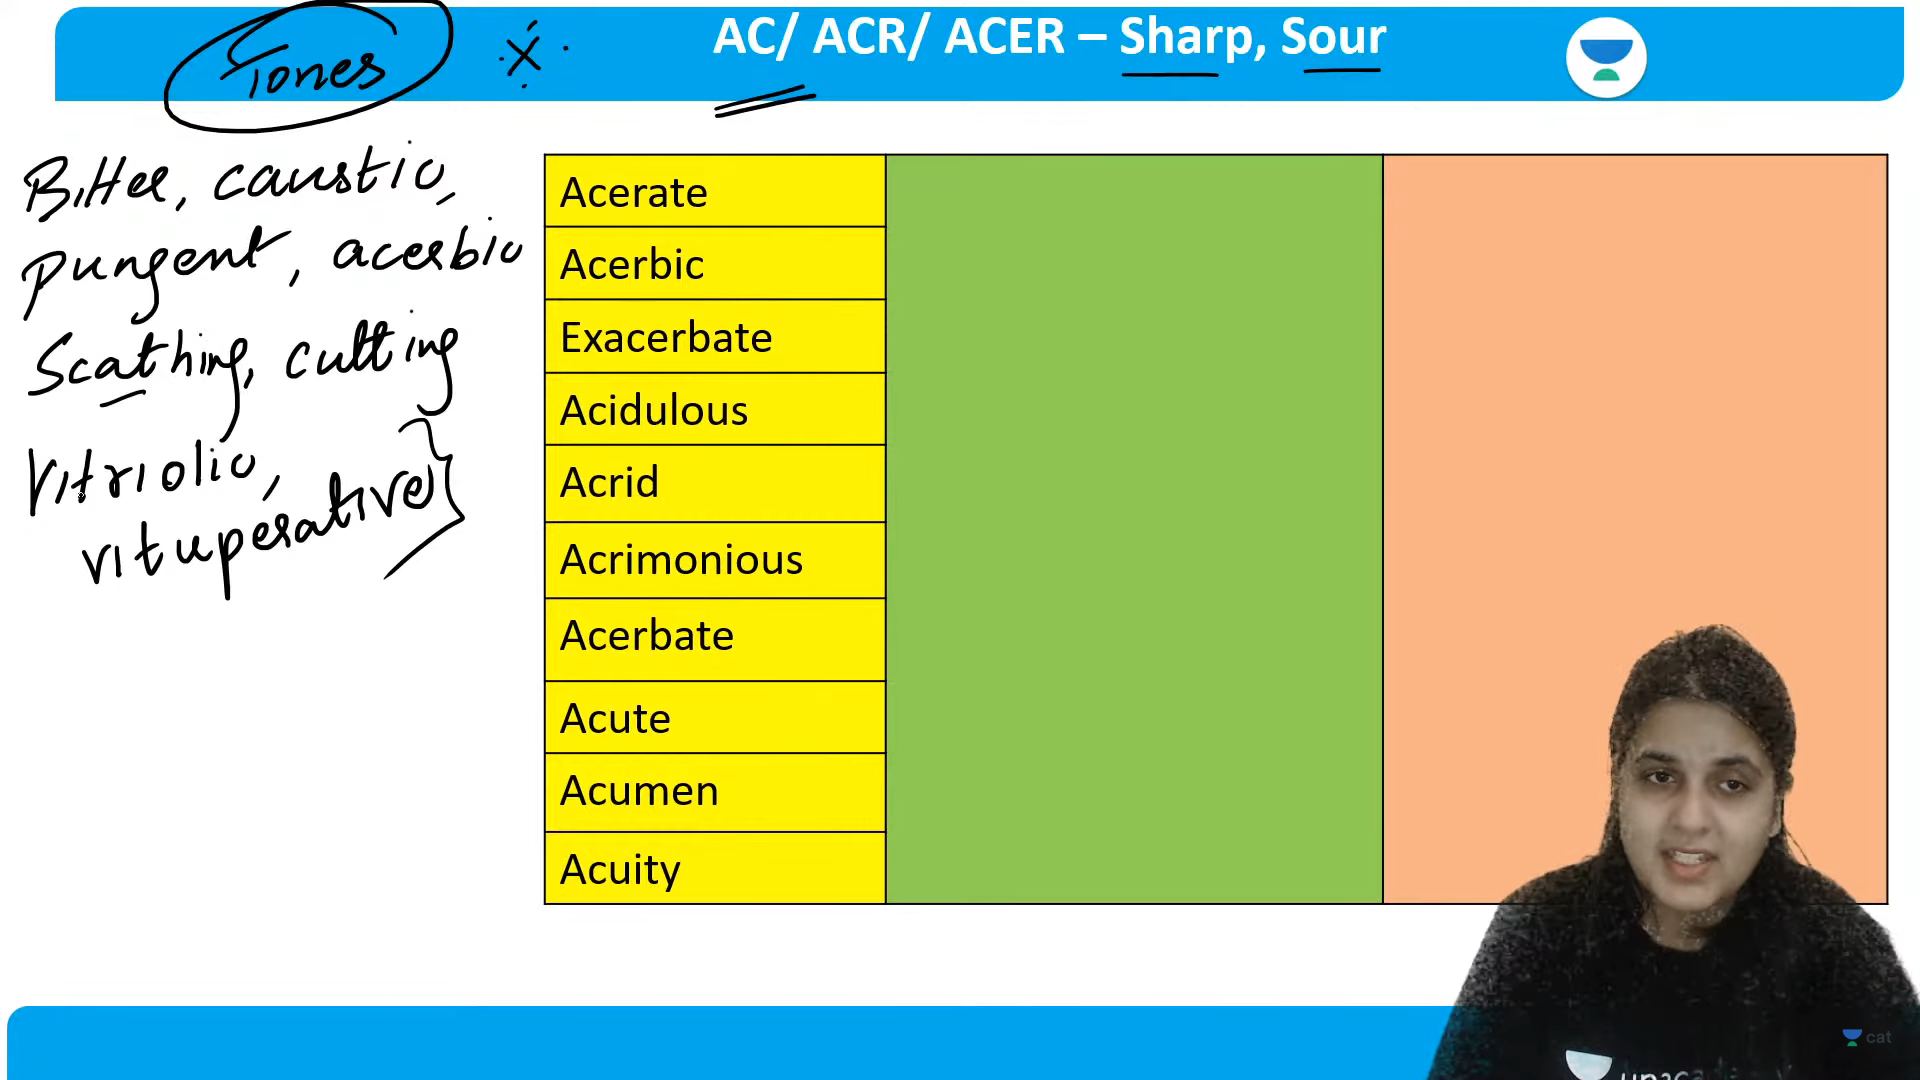 Tones
AC/ ACR/ ACER – Sharp, Sour
Bitter, caustic,
pungent, acerbic
Scathing, cutting
Vitriolic,
vituperative
Acerate
Acerbic
Exacerbate
Acidulous
Acrid
Acrimonious
Acerbate
Acute
Acumen
Acuity
cat